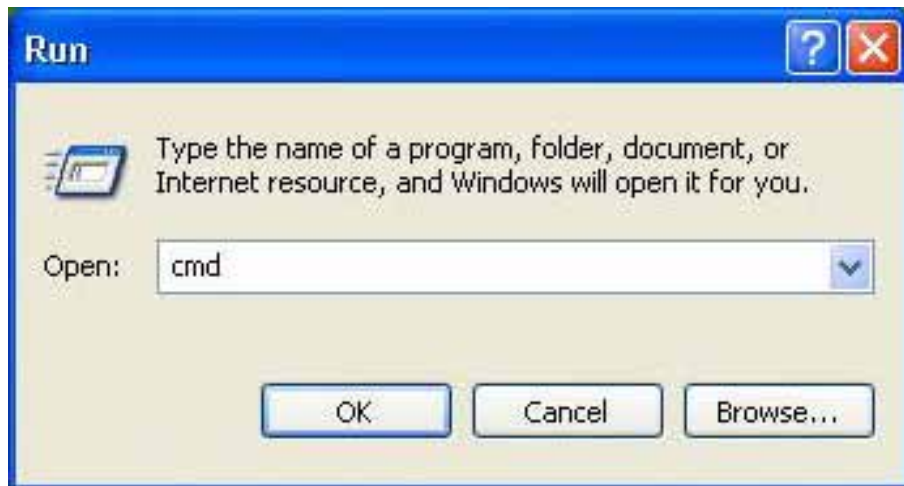 Run
Type the name of a program, folder, document, or
Internet resource, and Windows will open it for you.
Open: cmd
OK Cancel Browse...